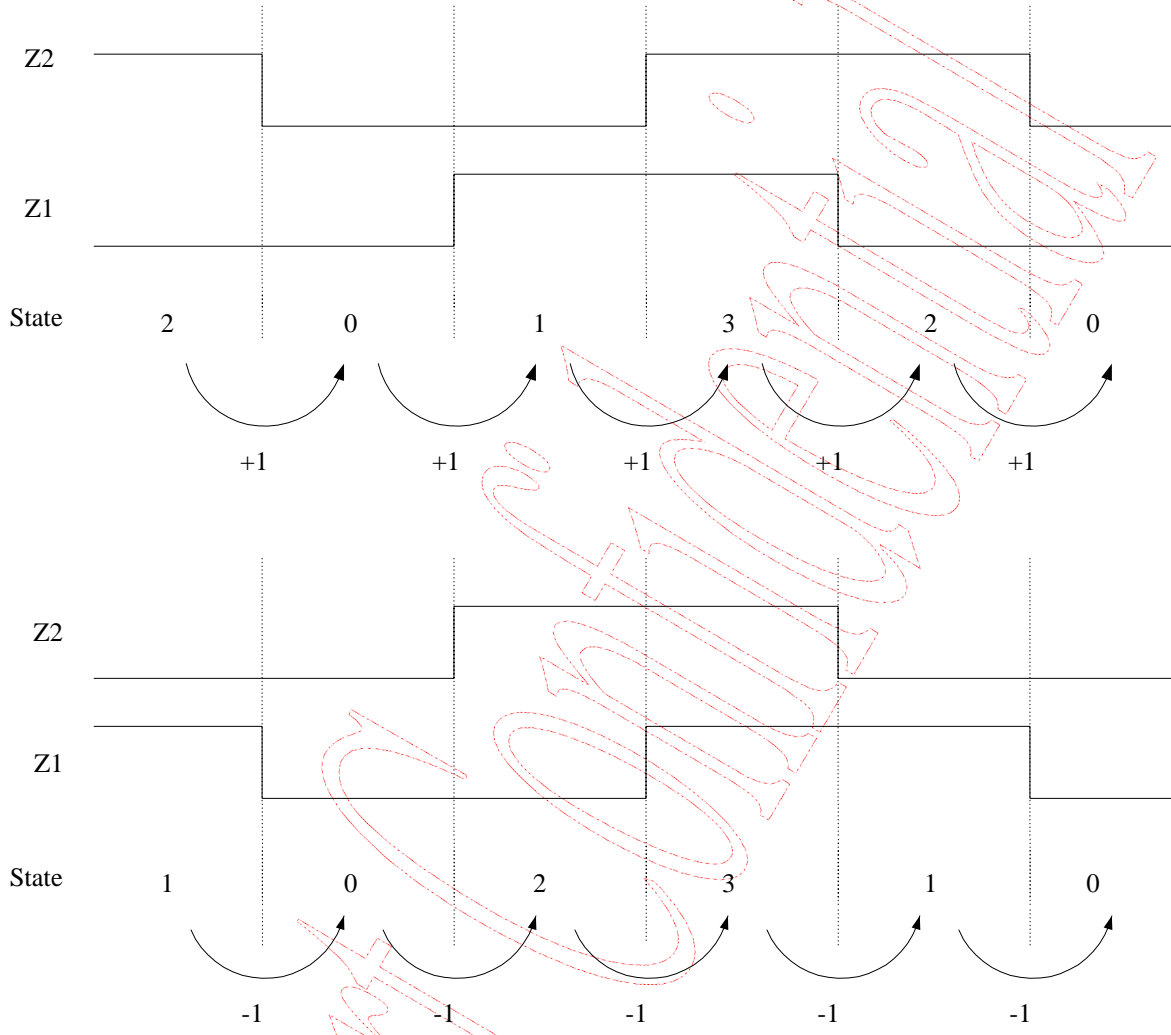 Z2
Z1
State 2 0 1 3 2 0
+1 +1 +1 +1 +1
Z2
Z1
State 1 0 2 3 1 0
-1 -1 -1 -1 -1
Confidential